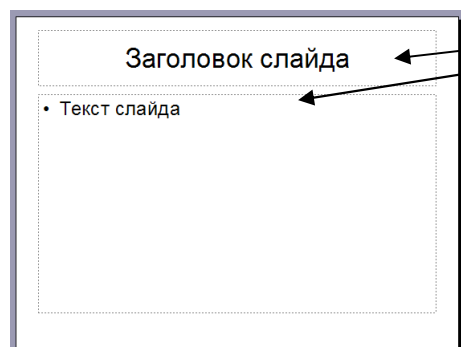 Заголовок слайда
• Текст слайда